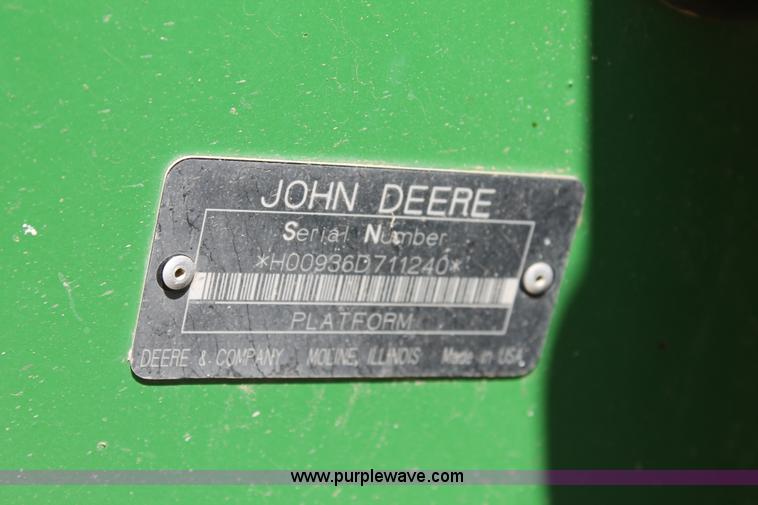 JOHN DEERE
Serial Number
*H00936D711240*
PLATFORM
DEERE & COMPANY MOLINE, ILLINOIS Made in USA
www.purplewave.com